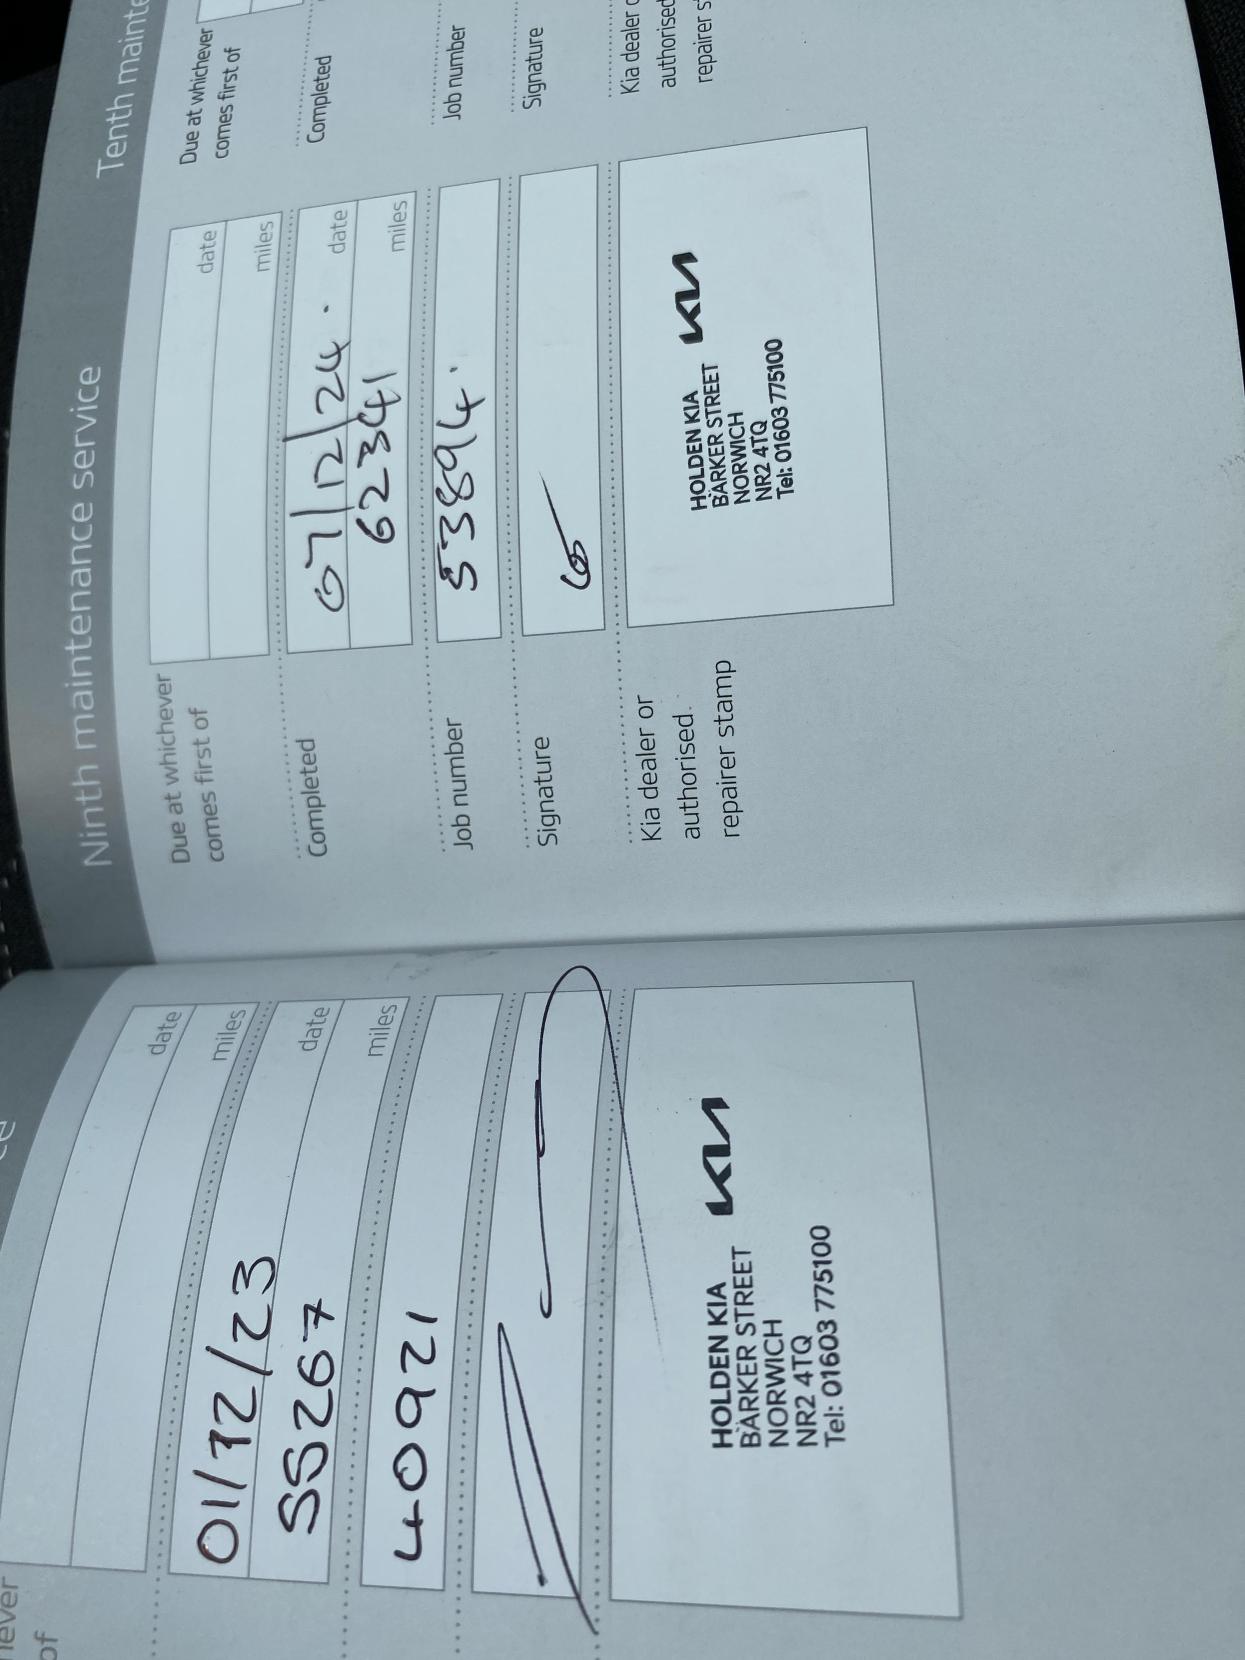 date
miles
01/12/23
date
55267
miles
40921
HOLDEN KIA
BARKER STREET
NORWICH
NR2 4TQ
Tel: 01603 775100
KIA
Ninth maintenance service
Due at whichever
comes first of
date
miles
Completed
07/12/24.
date
62341
miles
Job number
53894.
Signature
Kia dealer or
authorised
repairer stamp
HOLDEN KIA
BARKER STREET
NORWICH
NR2 4TQ
Tel: 01603 775100
KIA
Tenth
Due at whichever
comes first of
Completed
Job number
Signature
Kia dealer
authorised
repairer